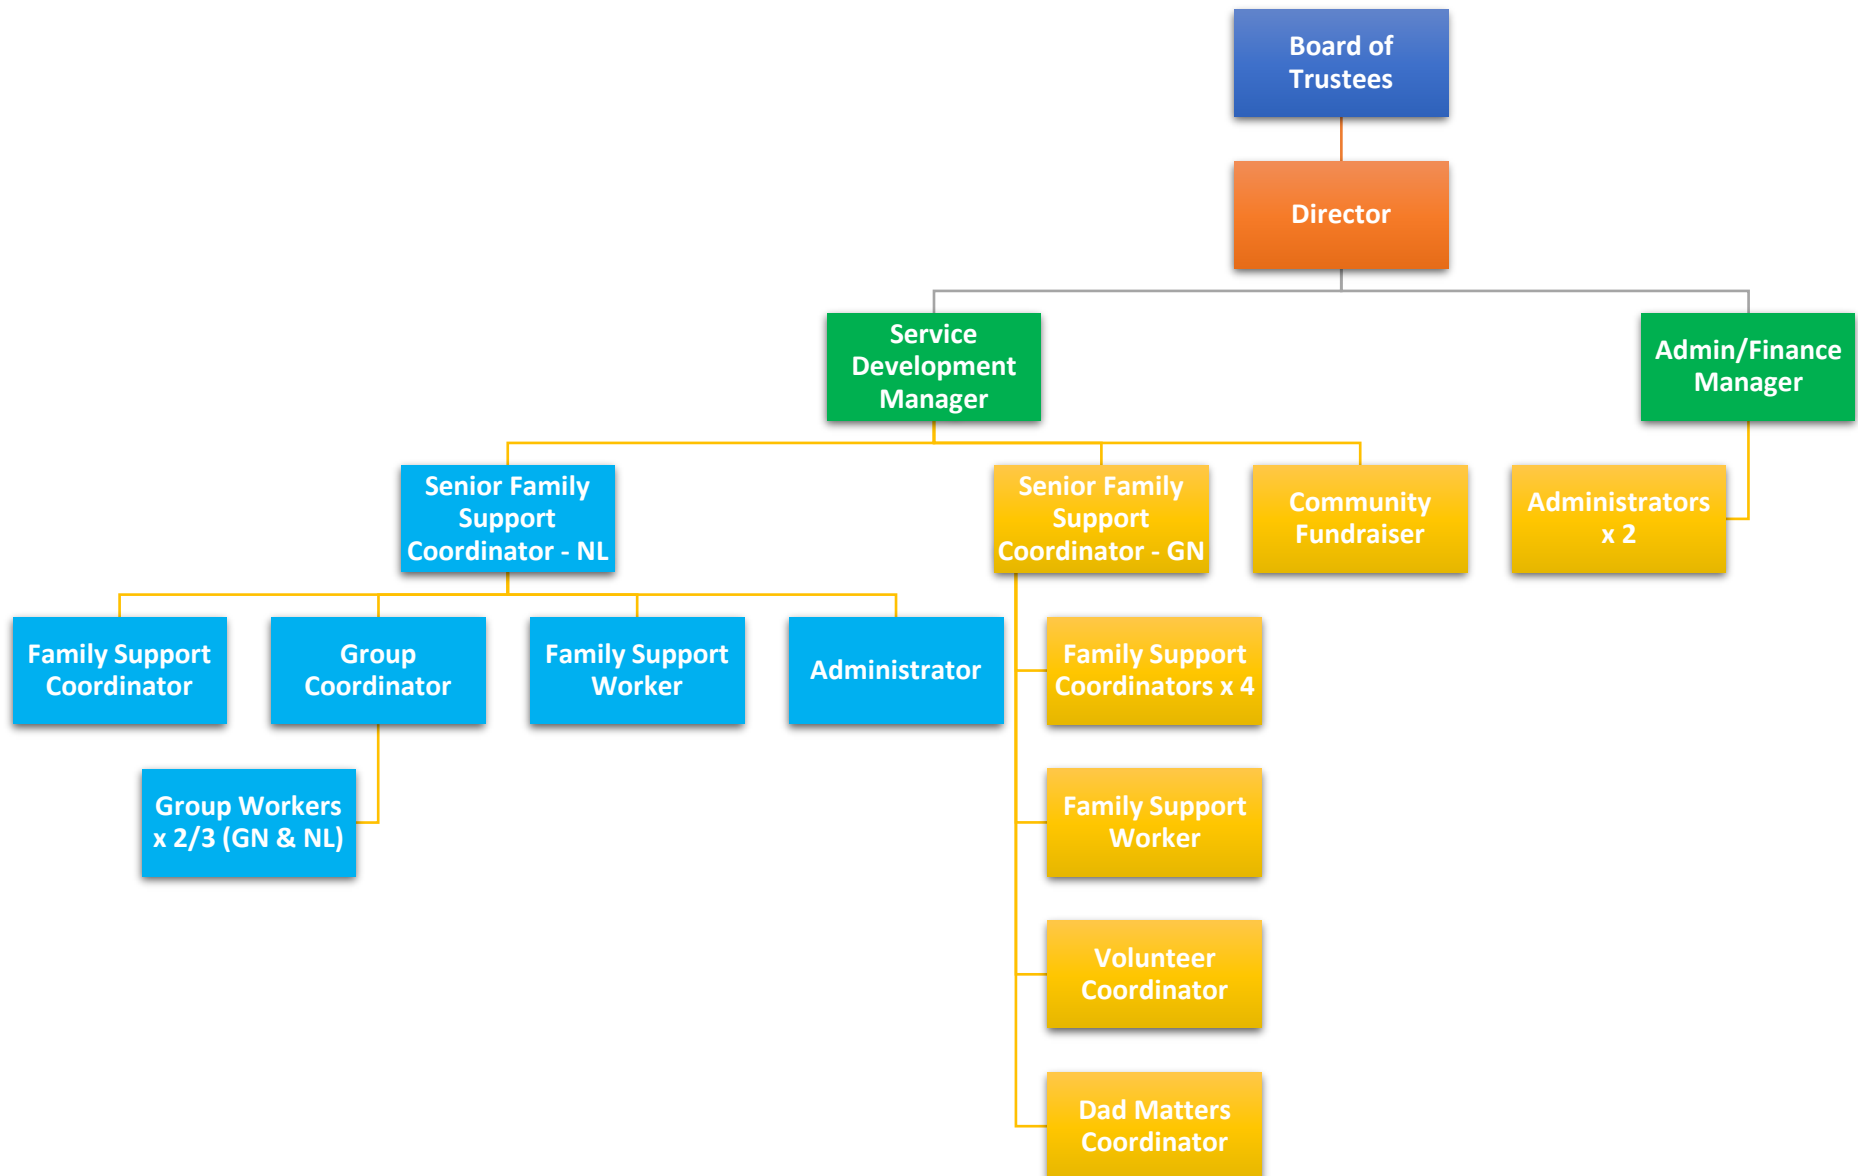 Board of
Trustees
Director
Service
Development
Manager
Admin/Finance
Manager
Senior Family
Support
Coordinator - NL
Senior Family
Support
Coordinator - GN
Community
Fundraiser
Administrators
x 2
Family Support
Coordinator
Group
Coordinator
Family Support
Worker
Administrator
Family Support
Coordinators x 4
Group Workers
x 2/3 (GN & NL)
Family Support
Worker
Volunteer
Coordinator
Dad Matters
Coordinator